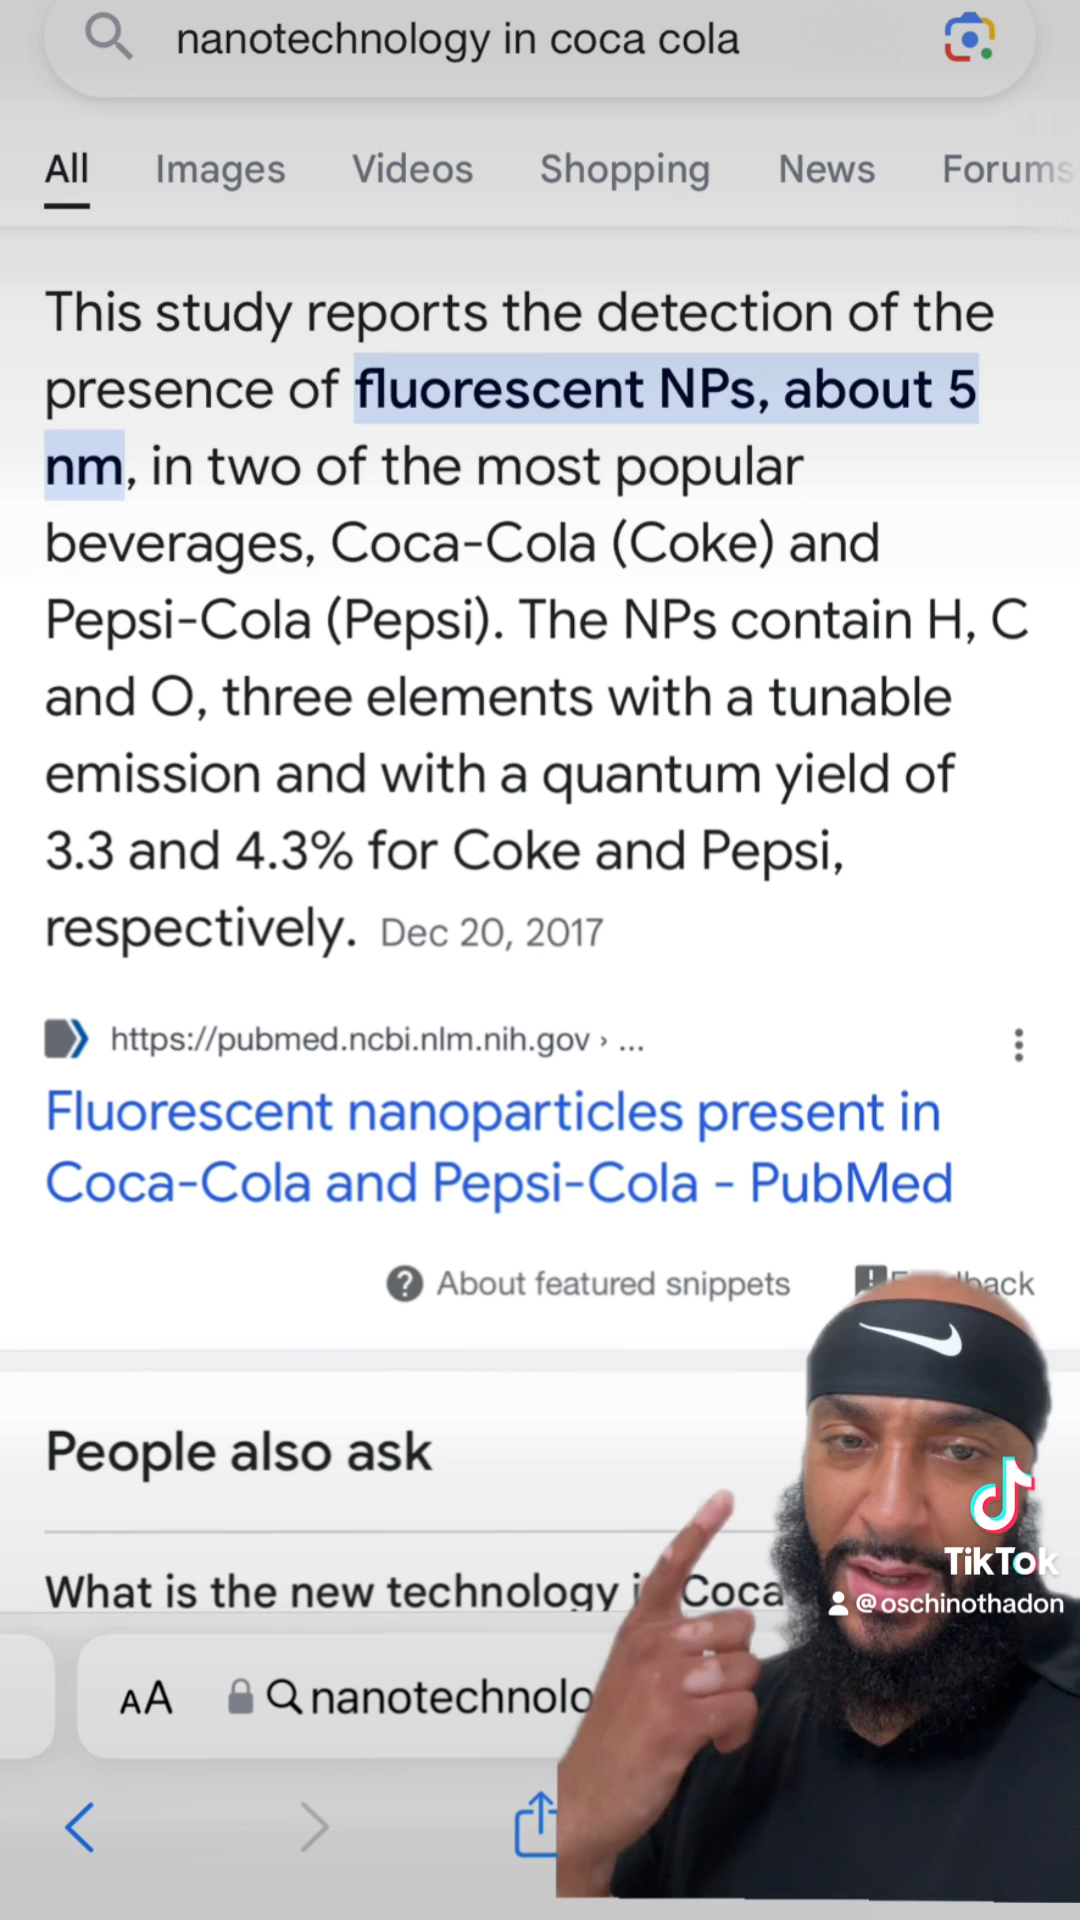 nanotechnology in coca cola
All Images Videos Shopping News Forums
This study reports the detection of the
presence of fluorescent NPs, about 5
nm, in two of the most popular
beverages, Coca-Cola (Coke) and
Pepsi-Cola (Pepsi). The NPs contain H, C
and O, three elements with a tunable
emission and with a quantum yield of
3.3 and 4.3% for Coke and Pepsi,
respectively. Dec 20, 2017
https://pubmed.ncbi.nlm.nih.gov › ...
Fluorescent nanoparticles present in
Coca-Cola and Pepsi-Cola - PubMed
About featured snippets
People also ask
What is the new technology Coca
AA nanotechnolo
TikTok
@oschinothadon